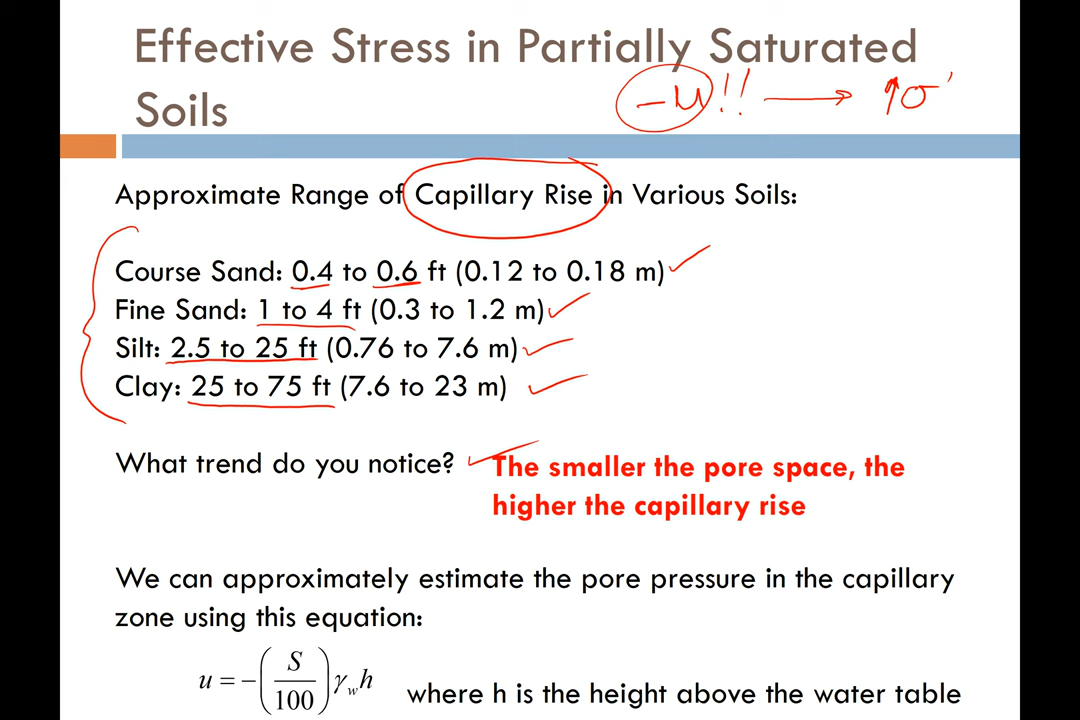 Effective Stress in Partially Saturated
Soils
-u!! → ↑σ'
Approximate Range of Capillary Rise in Various Soils:
Course Sand: 0.4 to 0.6 ft (0.12 to 0.18 m)
Fine Sand: 1 to 4 ft (0.3 to 1.2 m)
Silt: 2.5 to 25 ft (0.76 to 7.6 m)
Clay: 25 to 75 ft (7.6 to 23 m)
What trend do you notice? The smaller the pore space, the
higher the capillary rise
We can approximately estimate the pore pressure in the capillary
zone using this equation:
u = -(S/100) γ_w h where h is the height above the water table